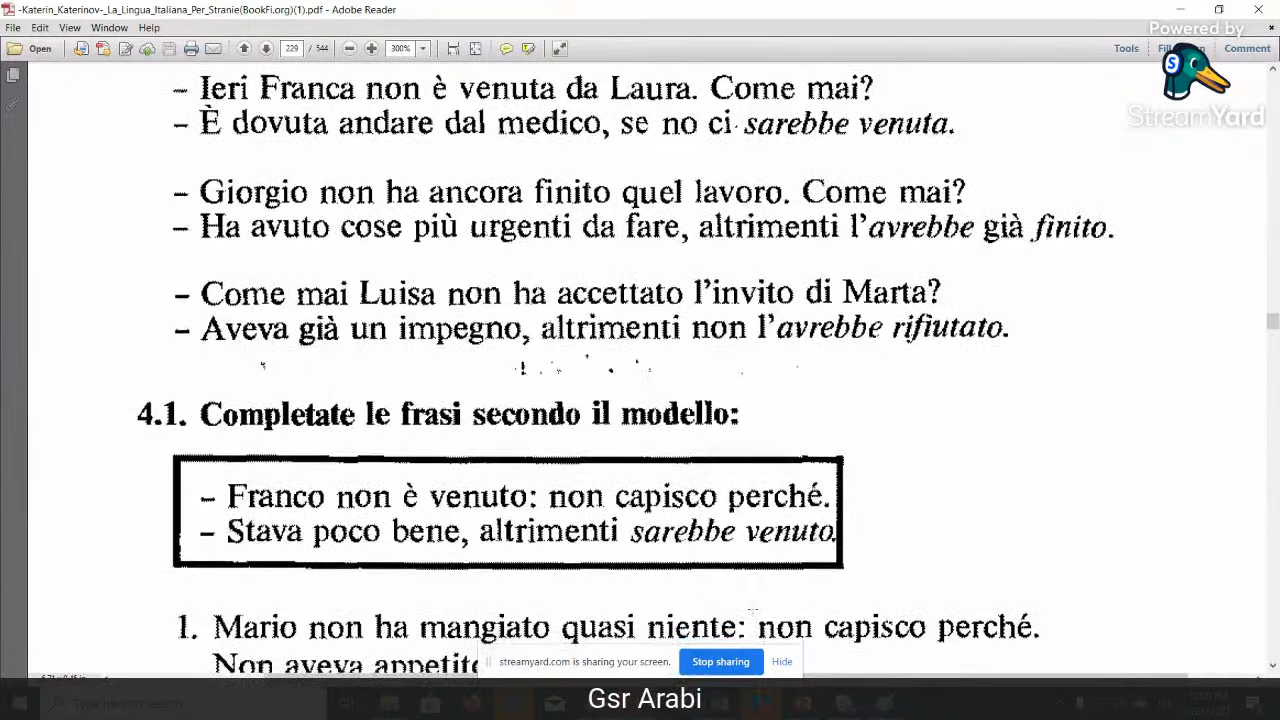 -Katerin_Katerinov-_La_Lingua_Italiana_Per_Stranie(BookFi.org)(1).pdf - Adobe Reader
File Edit View Window Help
Powered by
Open 229 / 544 300% Tools Comment
StreamYard
– Ieri Franca non è venuta da Laura. Come mai?
– È dovuta andare dal medico, se no ci sarebbe venuta.
– Giorgio non ha ancora finito quel lavoro. Come mai?
– Ha avuto cose più urgenti da fare, altrimenti l'avrebbe già finito.
– Come mai Luisa non ha accettato l'invito di Marta?
– Aveva già un impegno, altrimenti non l'avrebbe rifiutato.
4.1. Completate le frasi secondo il modello:
– Franco non è venuto: non capisco perché.
– Stava poco bene, altrimenti sarebbe venuto.
1. Mario non ha mangiato quasi niente: non capisco perché.
Non aveva appetito
streamyard.com is sharing your screen. Stop sharing Hide
Type here to search
Gsr Arabi